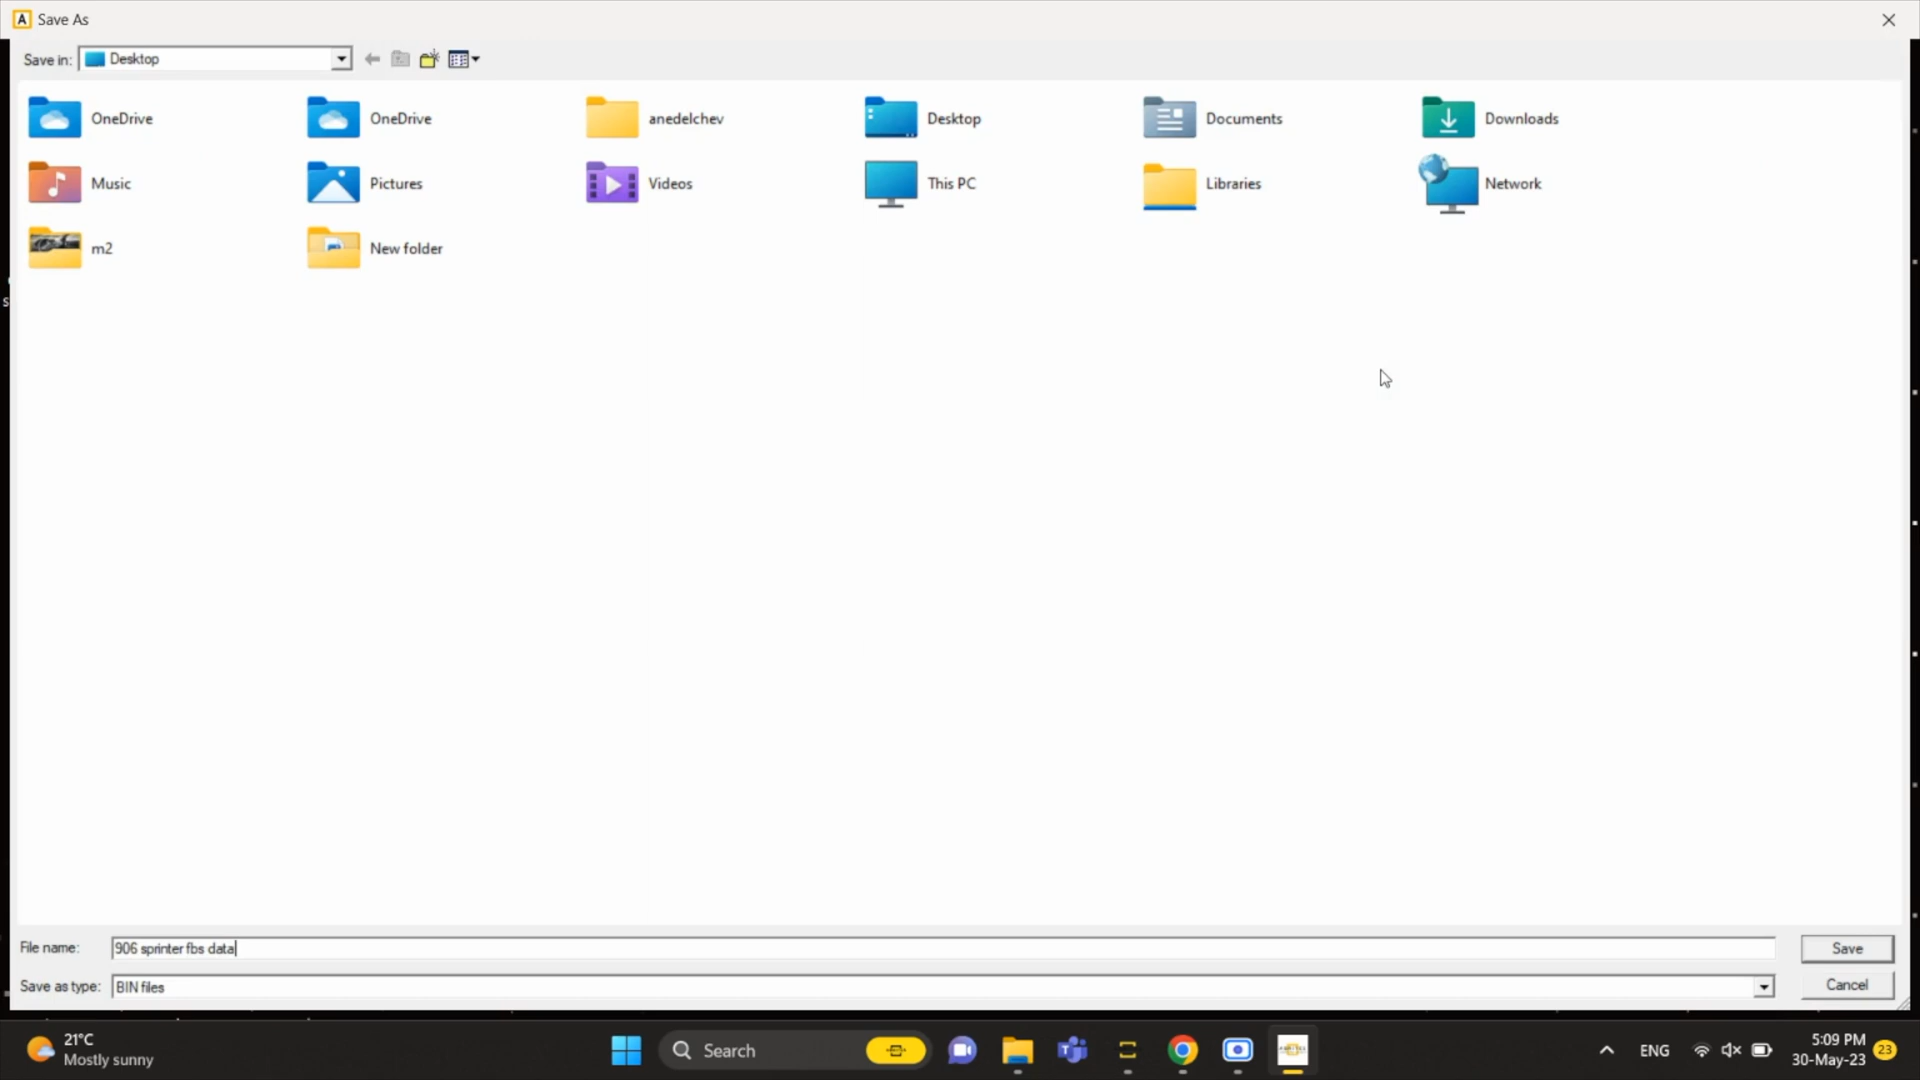 Save As
Save in: Desktop
OneDrive OneDrive anedelchev Desktop Documents Downloads
Music Pictures Videos This PC Libraries Network
m2 New folder
File name: 906 sprinter fbs data Save
Save as type: BIN files Cancel
21°C
Mostly sunny
Search
ENG
5:09 PM
30-May-23
23